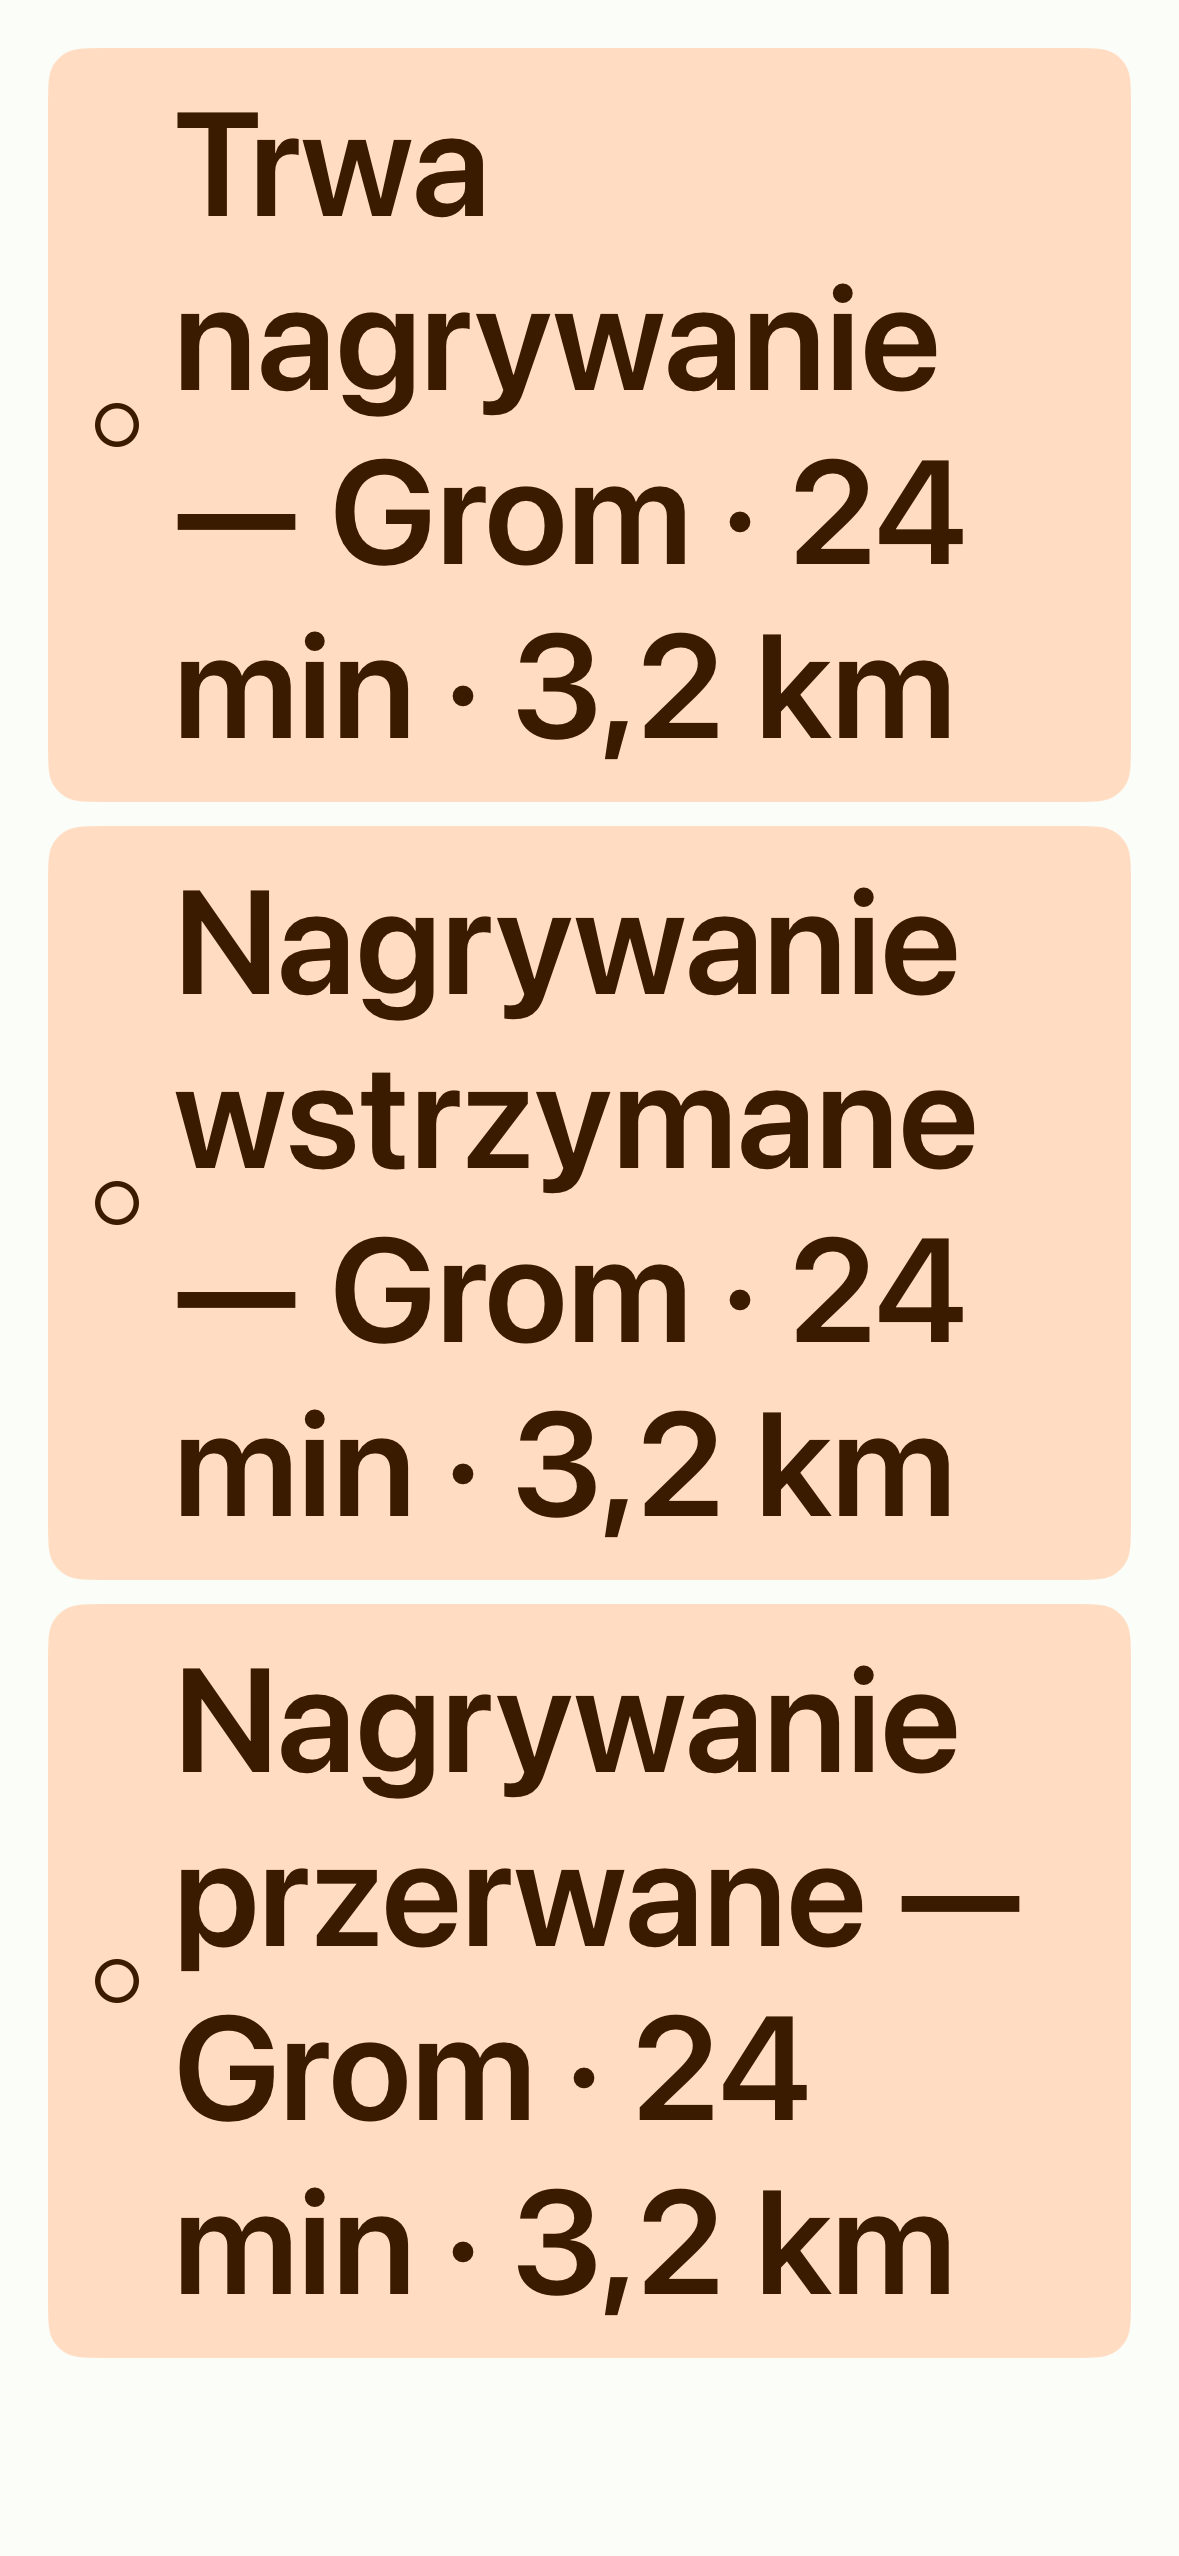 Trwa
nagrywanie
— Grom · 24
min · 3,2 km
Nagrywanie
wstrzymane
— Grom · 24
min · 3,2 km
Nagrywanie
przerwane —
Grom · 24
min · 3,2 km